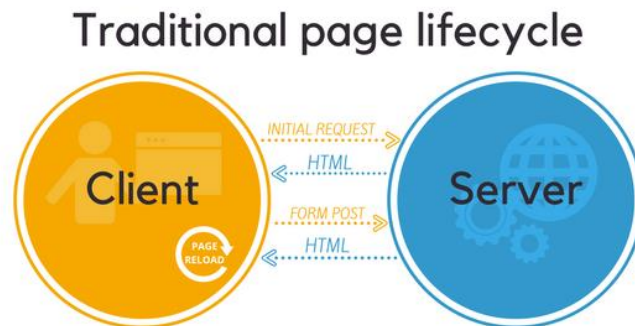 Traditional page lifecycle
INITIAL REQUEST
HTML
Client
Server
FORM POST
PAGE
RELOAD
HTML